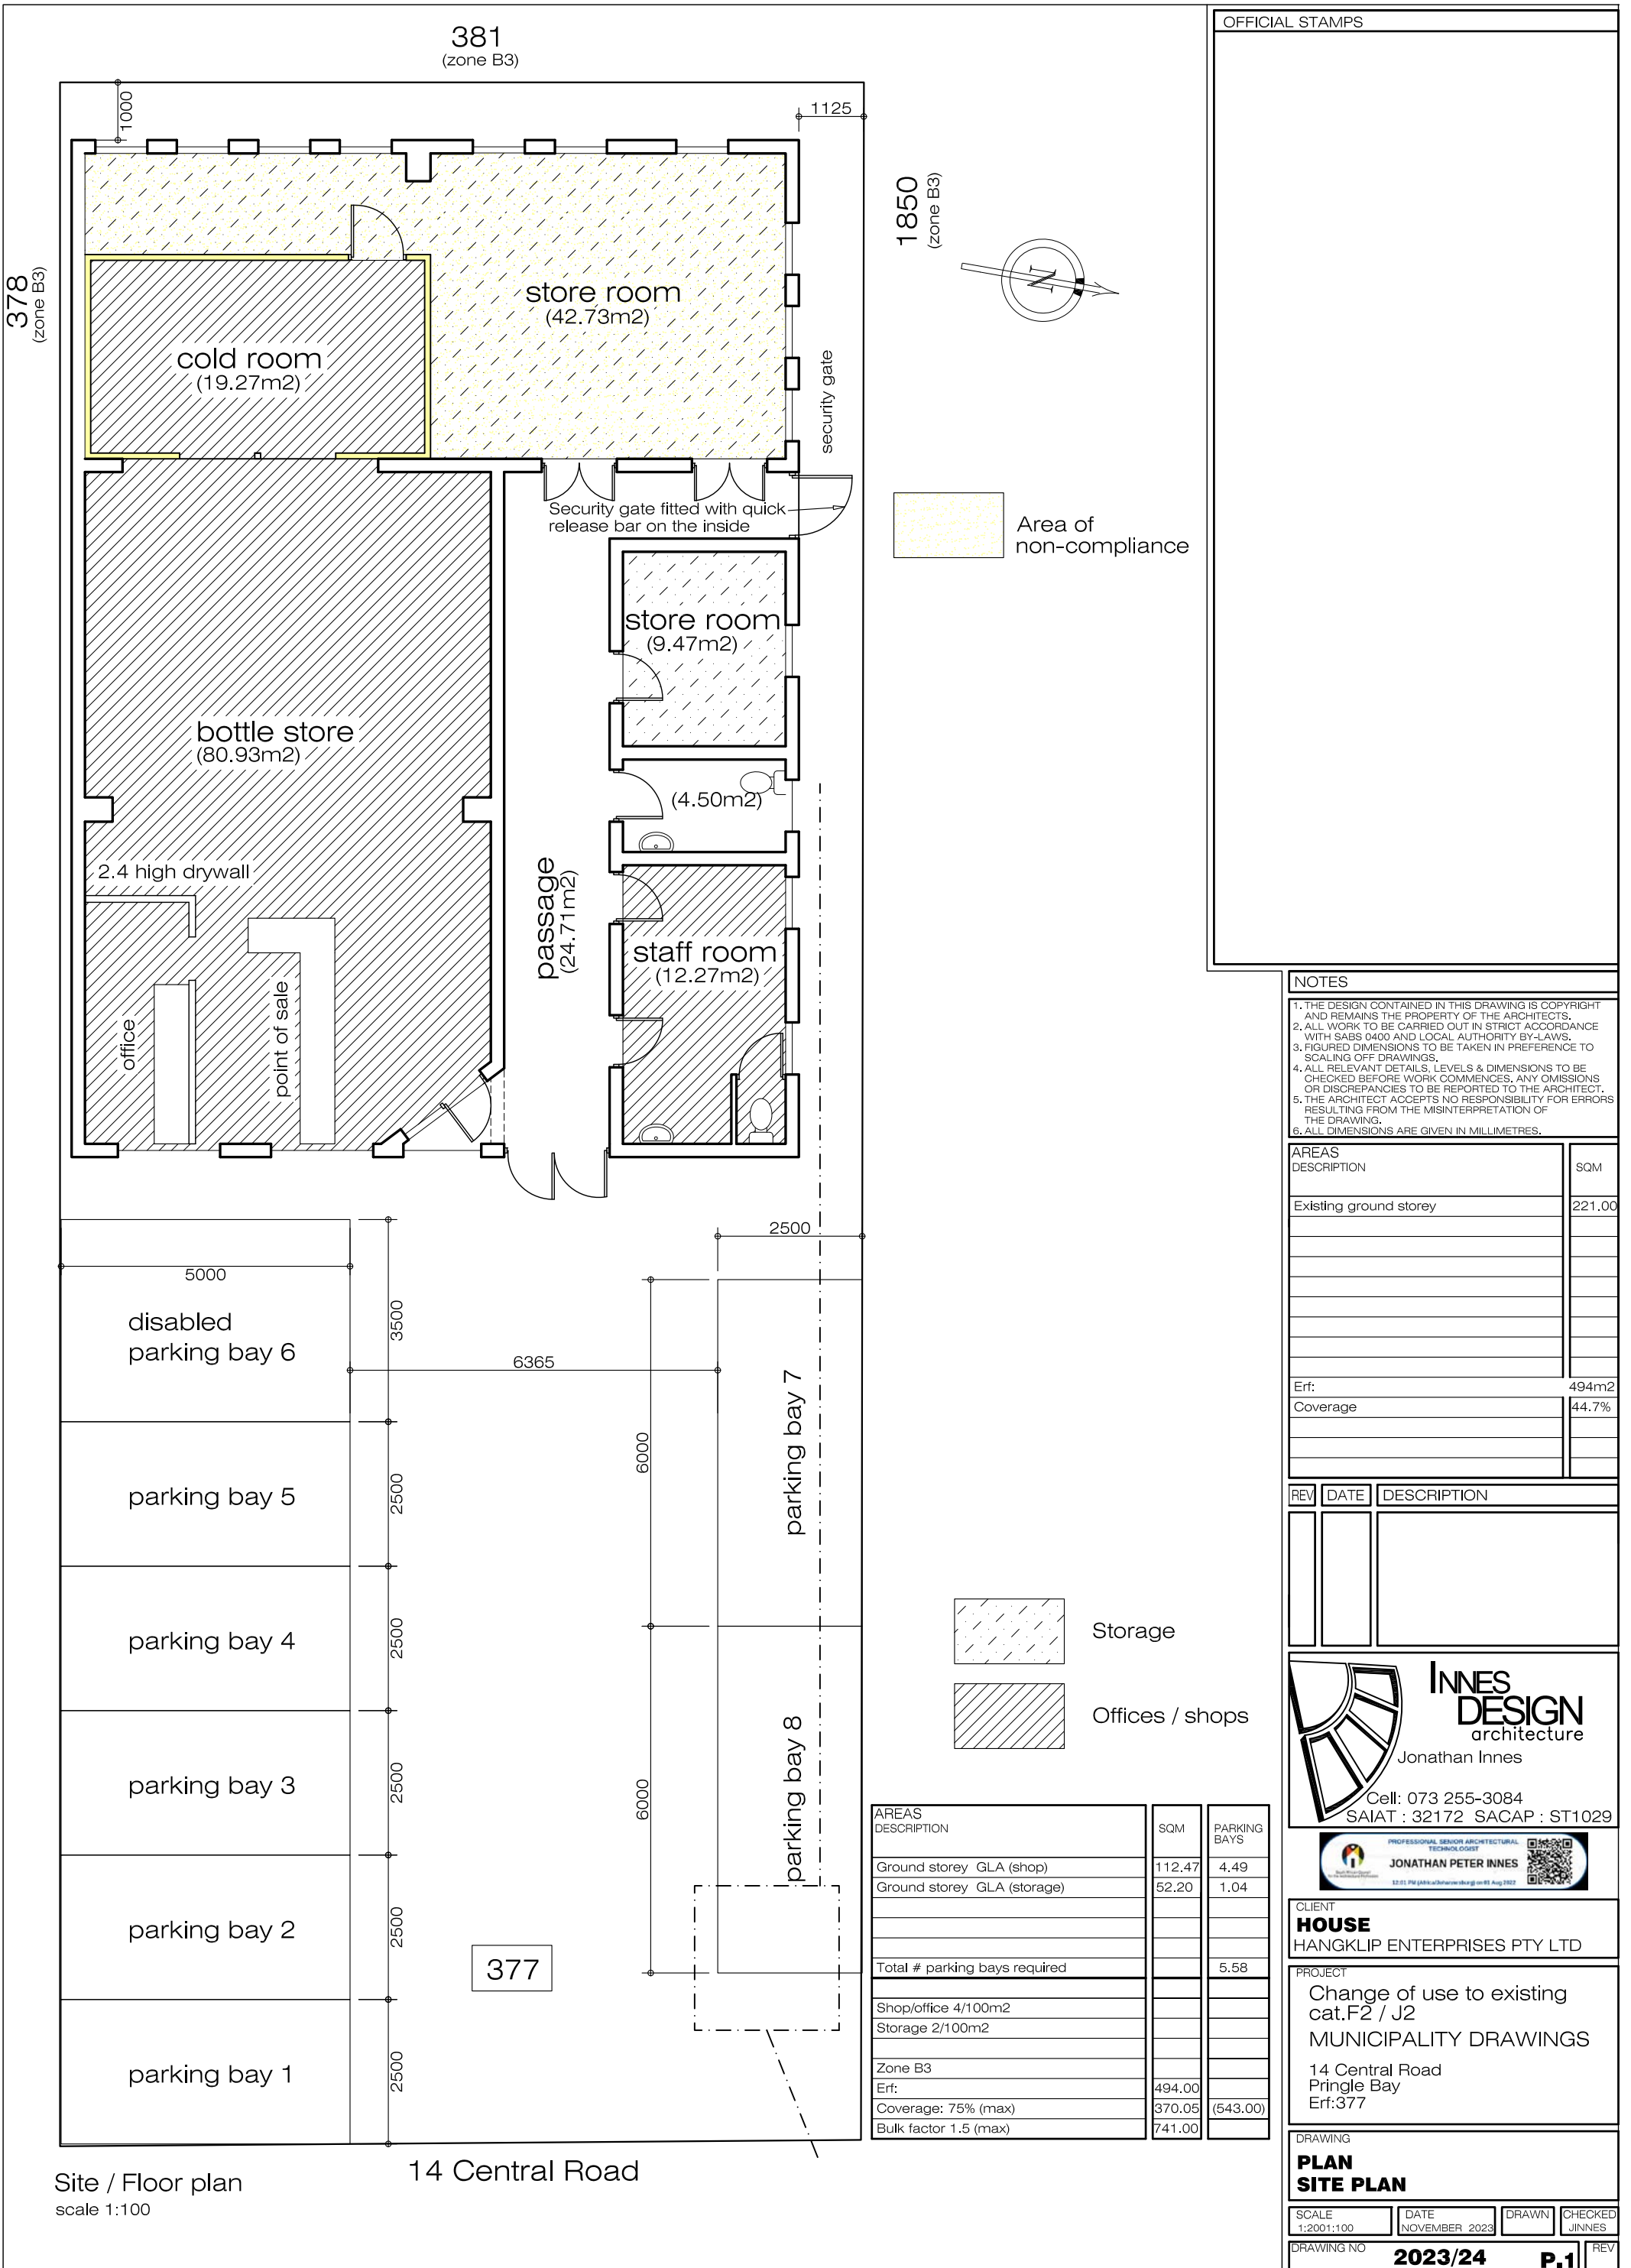 381
(zone B3)
1000
1125
378
(zone B3)
1850
(zone B3)
N
store room
(42.73m2)
cold room
(19.27m2)
security gate
Security gate fitted with quick
release bar on the inside
Area of
non-compliance
store room
(9.47m2)
bottle store
(80.93m2)
(4.50m2)
2.4 high drywall
passage
(24.71m2)
staff room
(12.27m2)
office
point of sale
2500
5000
3500
disabled
parking bay 6
6365
6000
parking bay 7
parking bay 5
2500
parking bay 4
2500
parking bay 3
2500
6000
parking bay 8
parking bay 2
2500
377
parking bay 1
2500
14 Central Road
Site / Floor plan
scale 1:100
Storage
Offices / shops
AREAS
DESCRIPTION
SQM
PARKING
BAYS
Ground storey GLA (shop) 112.47 4.49
Ground storey GLA (storage) 52.20 1.04
Total # parking bays required 5.58
Shop/office 4/100m2
Storage 2/100m2
Zone B3
Erf: 494.00
Coverage: 75% (max) 370.05 (543.00)
Bulk factor 1.5 (max) 741.00
OFFICIAL STAMPS
NOTES
1. THE DESIGN CONTAINED IN THIS DRAWING IS COPYRIGHT
AND REMAINS THE PROPERTY OF THE ARCHITECTS.
2. ALL WORK TO BE CARRIED OUT IN STRICT ACCORDANCE
WITH SABS 0400 AND LOCAL AUTHORITY BY-LAWS.
3. FIGURED DIMENSIONS TO BE TAKEN IN PREFERENCE TO
SCALING OFF DRAWINGS.
4. ALL RELEVANT DETAILS, LEVELS & DIMENSIONS TO BE
CHECKED BEFORE WORK COMMENCES. ANY OMISSIONS
OR DISCREPANCIES TO BE REPORTED TO THE ARCHITECT.
5. THE ARCHITECT ACCEPTS NO RESPONSIBILITY FOR ERRORS
RESULTING FROM THE MISINTERPRETATION OF
THE DRAWING.
6. ALL DIMENSIONS ARE GIVEN IN MILLIMETRES.
AREAS
DESCRIPTION
SQM
Existing ground storey 221.00
Erf: 494m2
Coverage 44.7%
REV DATE DESCRIPTION
INNES
DESIGN
architecture
Jonathan Innes
Cell: 073 255-3084
SAIAT : 32172 SACAP : ST1029
PROFESSIONAL SENIOR ARCHITECTURAL
TECHNOLOGIST
JONATHAN PETER INNES
CLIENT
HOUSE
HANGKLIP ENTERPRISES PTY LTD
PROJECT
Change of use to existing
cat.F2 / J2
MUNICIPALITY DRAWINGS
14 Central Road
Pringle Bay
Erf:377
DRAWING
PLAN
SITE PLAN
SCALE
1:2001:100
DATE
NOVEMBER 2023
DRAWN
CHECKED
JINNES
DRAWING NO
2023/24
P.1
REV